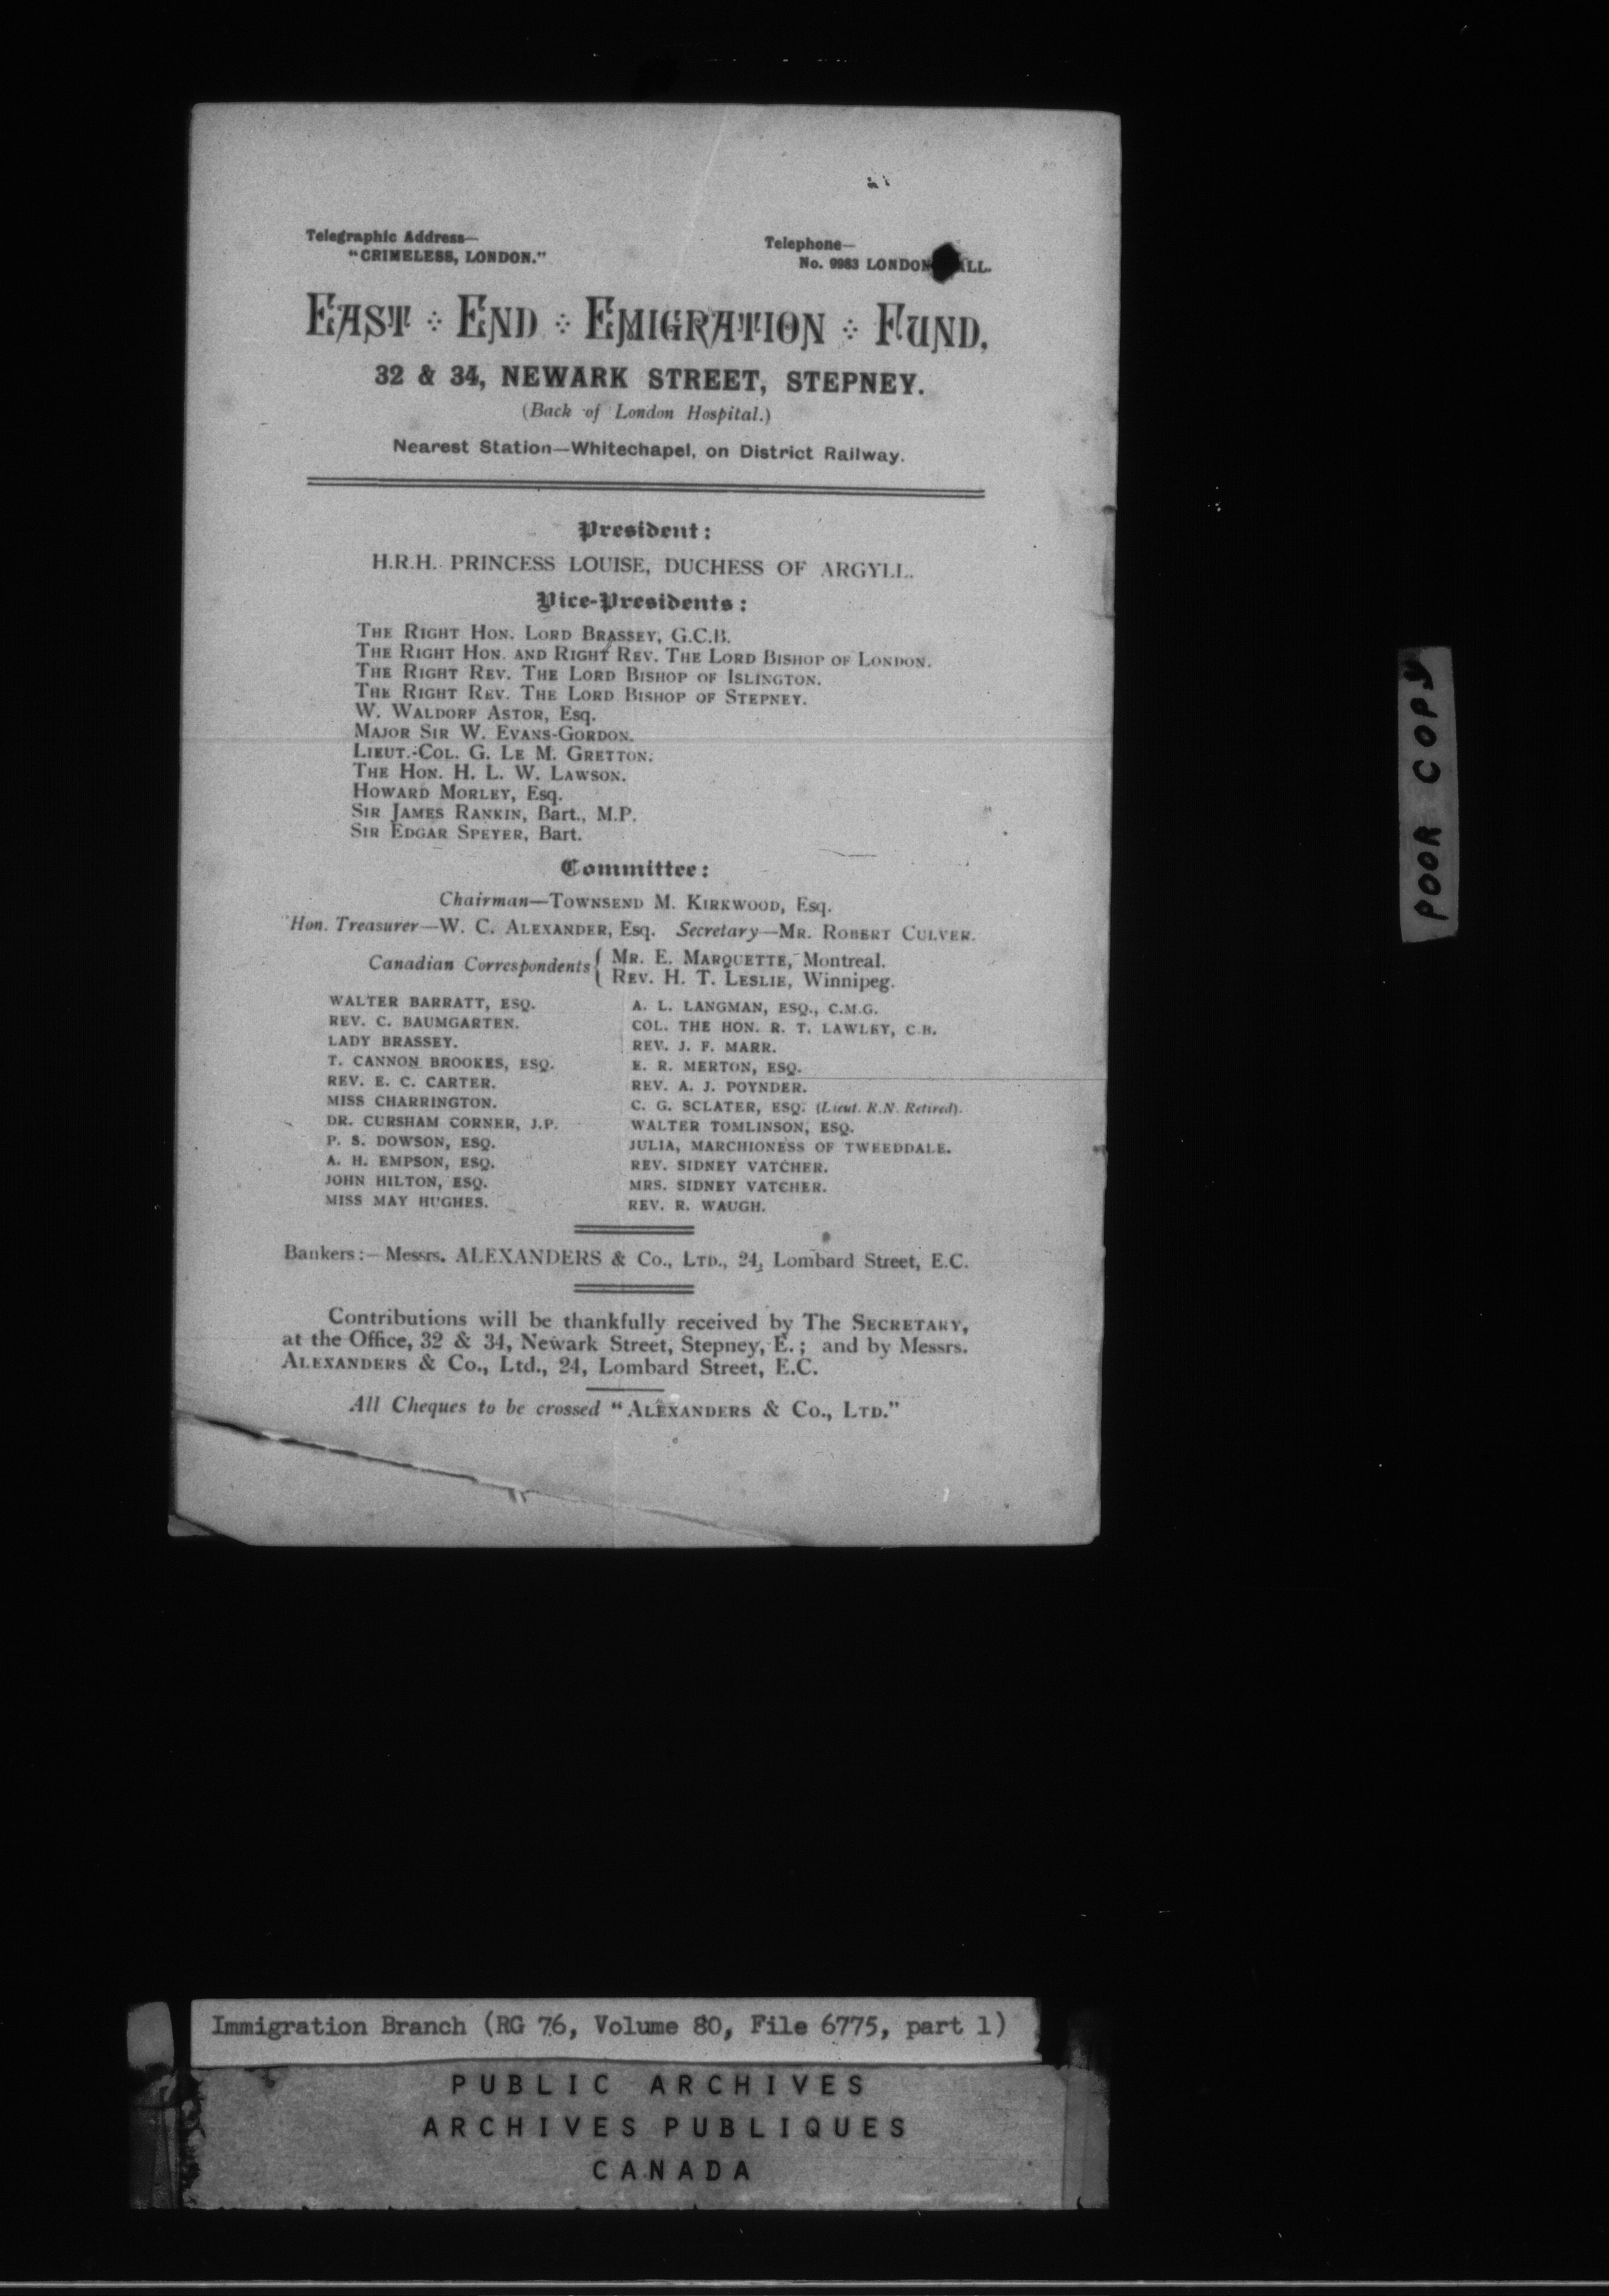 Telegraphic Address—
"CRIMELESS, LONDON."
Telephone—
No. 9983 LONDON
EAST END EMIGRATION FUND,
32 & 34, NEWARK STREET, STEPNEY.
(Back of London Hospital.)
Nearest Station—Whitechapel, on District Railway.
President:
H.R.H. PRINCESS LOUISE, DUCHESS OF ARGYLL.
Vice-Presidents:
THE RIGHT HON. LORD BRASSEY, G.C.B.
THE RIGHT HON. AND RIGHT REV. THE LORD BISHOP OF LONDON.
THE RIGHT REV. THE LORD BISHOP OF ISLINGTON.
THE RIGHT REV. THE LORD BISHOP OF STEPNEY.
W. WALDORF ASTOR, Esq.
MAJOR SIR W. EVANS-GORDON.
LIEUT.-COL. G. LE M. GRETTON.
THE HON. H. L. W. LAWSON.
HOWARD MORLEY, Esq.
SIR JAMES RANKIN, Bart., M.P.
SIR EDGAR SPEYER, Bart.
Committee:
Chairman—TOWNSEND M. KIRKWOOD, Esq.
Hon. Treasurer—W. C. ALEXANDER, Esq. Secretary—MR. ROBERT CULVER.
Canadian Correspondents { MR. E. MARQUETTE, Montreal.
REV. H. T. LESLIE, Winnipeg.
WALTER BARRATT, ESQ.
REV. C. BAUMGARTEN.
LADY BRASSEY.
T. CANNON BROOKES, ESQ.
REV. E. C. CARTER.
MISS CHARRINGTON.
DR. CURSHAM CORNER, J.P.
P. S. DOWSON, ESQ.
A. H. EMPSON, ESQ.
JOHN HILTON, ESQ.
MISS MAY HUGHES.
A. L. LANGMAN, ESQ., C.M.G.
COL. THE HON. R. T. LAWLEY, C.B.
REV. J. F. MARR.
E. R. MERTON, ESQ.
REV. A. J. POYNDER.
C. G. SCLATER, ESQ. (Lieut. R.N. Retired).
WALTER TOMLINSON, ESQ.
JULIA, MARCHIONESS OF TWEEDDALE.
REV. SIDNEY VATCHER.
MRS. SIDNEY VATCHER.
REV. R. WAUGH.
Bankers:—Messrs. ALEXANDERS & Co., LTD., 24, Lombard Street, E.C.
Contributions will be thankfully received by The SECRETARY,
at the Office, 32 & 34, Newark Street, Stepney, E.; and by Messrs.
ALEXANDERS & Co., Ltd., 24, Lombard Street, E.C.
All Cheques to be crossed "ALEXANDERS & Co., LTD."
POOR COPY
Immigration Branch (RG 76, Volume 80, File 6775, part 1)
PUBLIC ARCHIVES
ARCHIVES PUBLIQUES
CANADA